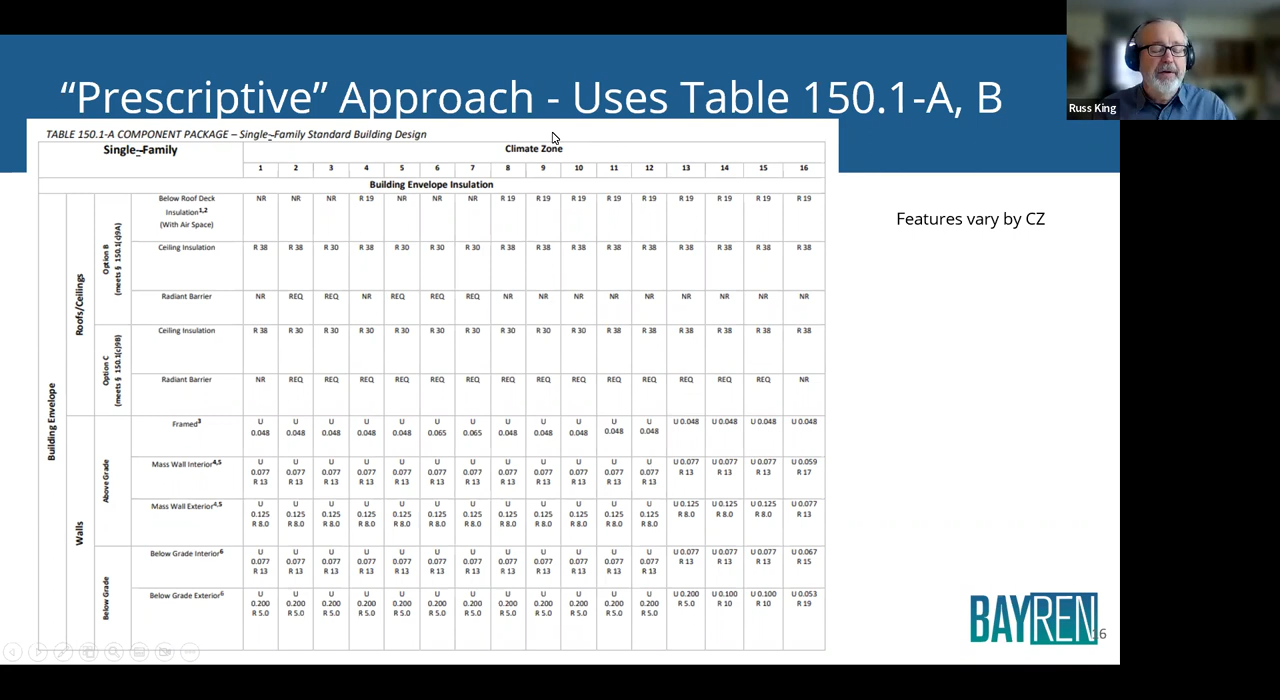 “Prescriptive” Approach - Uses Table 150.1-A, B
Russ King
TABLE 150.1-A COMPONENT PACKAGE – Single-Family Standard Building Design
Single-Family
Climate Zone
1 2 3 4 5 6 7 8 9 10 11 12 13 14 15 16
Building Envelope Insulation
Building Envelope
Roofs/Ceilings
Option B
(meets § 150.1(c)9A)
Below Roof Deck
Insulation1,2
(With Air Space)
NR NR NR R 19 NR NR NR R 19 R 19 R 19 R 19 R 19 R 19 R 19 R 19 R 19
Ceiling Insulation
R 38 R 38 R 30 R 38 R 30 R 30 R 30 R 38 R 38 R 38 R 38 R 38 R 38 R 38 R 38 R 38
Radiant Barrier
NR REQ REQ NR REQ REQ REQ NR NR NR NR NR NR NR NR NR
Option C
(meets § 150.1(c)9B)
Ceiling Insulation
R 38 R 30 R 30 R 30 R 30 R 30 R 30 R 30 R 30 R 30 R 38 R 38 R 38 R 38 R 38 R 38
Radiant Barrier
NR REQ REQ REQ REQ REQ REQ REQ REQ REQ REQ REQ REQ REQ REQ NR
Walls
Above Grade
Framed3
U U U U U U U U U U U U U 0.048 U 0.048 U 0.048 U 0.048
0.048 0.048 0.048 0.048 0.048 0.065 0.065 0.048 0.048 0.048 0.048 0.048
Mass Wall Interior4,5
U U U U U U U U U U U U U 0.077 U 0.077 U 0.077 U 0.059
0.077 0.077 0.077 0.077 0.077 0.077 0.077 0.077 0.077 0.077 0.077 0.077 R 13 R 13 R 13 R 17
R 13 R 13 R 13 R 13 R 13 R 13 R 13 R 13 R 13 R 13 R 13 R 13
Mass Wall Exterior4,5
U U U U U U U U U U U U U 0.125 U 0.125 U 0.125 U 0.077
0.125 0.125 0.125 0.125 0.125 0.125 0.125 0.125 0.125 0.125 0.125 0.125 R 8.0 R 8.0 R 8.0 R 13
R 8.0 R 8.0 R 8.0 R 8.0 R 8.0 R 8.0 R 8.0 R 8.0 R 8.0 R 8.0 R 8.0 R 8.0
Below Grade
Below Grade Interior6
U U U U U U U U U U U U U 0.077 U 0.077 U 0.077 U 0.067
0.077 0.077 0.077 0.077 0.077 0.077 0.077 0.077 0.077 0.077 0.077 0.077 R 13 R 13 R 13 R 15
R 13 R 13 R 13 R 13 R 13 R 13 R 13 R 13 R 13 R 13 R 13 R 13
Below Grade Exterior6
U U U U U U U U U U U U U 0.200 U 0.100 U 0.100 U 0.053
0.200 0.200 0.200 0.200 0.200 0.200 0.200 0.200 0.200 0.200 0.200 0.200 R 5.0 R 10 R 10 R 19
R 5.0 R 5.0 R 5.0 R 5.0 R 5.0 R 5.0 R 5.0 R 5.0 R 5.0 R 5.0 R 5.0 R 5.0
Features vary by CZ
BAYREN
16